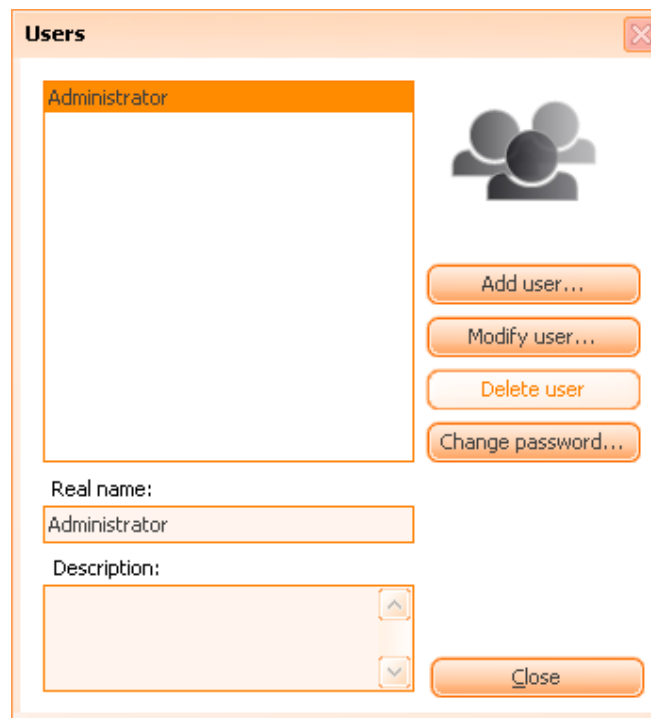 Users
Administrator
Add user...
Modify user...
Delete user
Change password...
Real name:
Administrator
Description:
Close